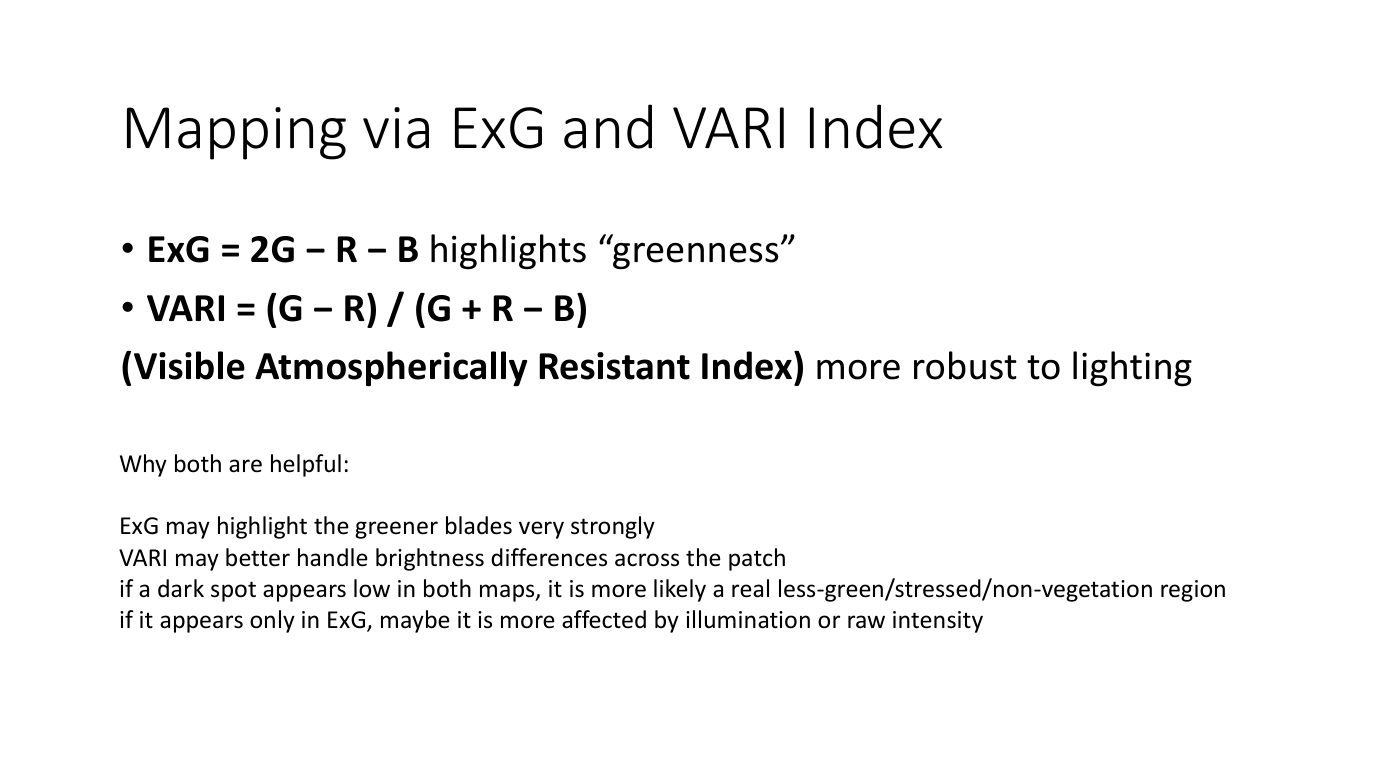 Mapping via ExG and VARI Index
• ExG = 2G − R − B highlights “greenness”
• VARI = (G − R) / (G + R − B)
(Visible Atmospherically Resistant Index) more robust to lighting
Why both are helpful:
ExG may highlight the greener blades very strongly
VARI may better handle brightness differences across the patch
if a dark spot appears low in both maps, it is more likely a real less-green/stressed/non-vegetation region
if it appears only in ExG, maybe it is more affected by illumination or raw intensity